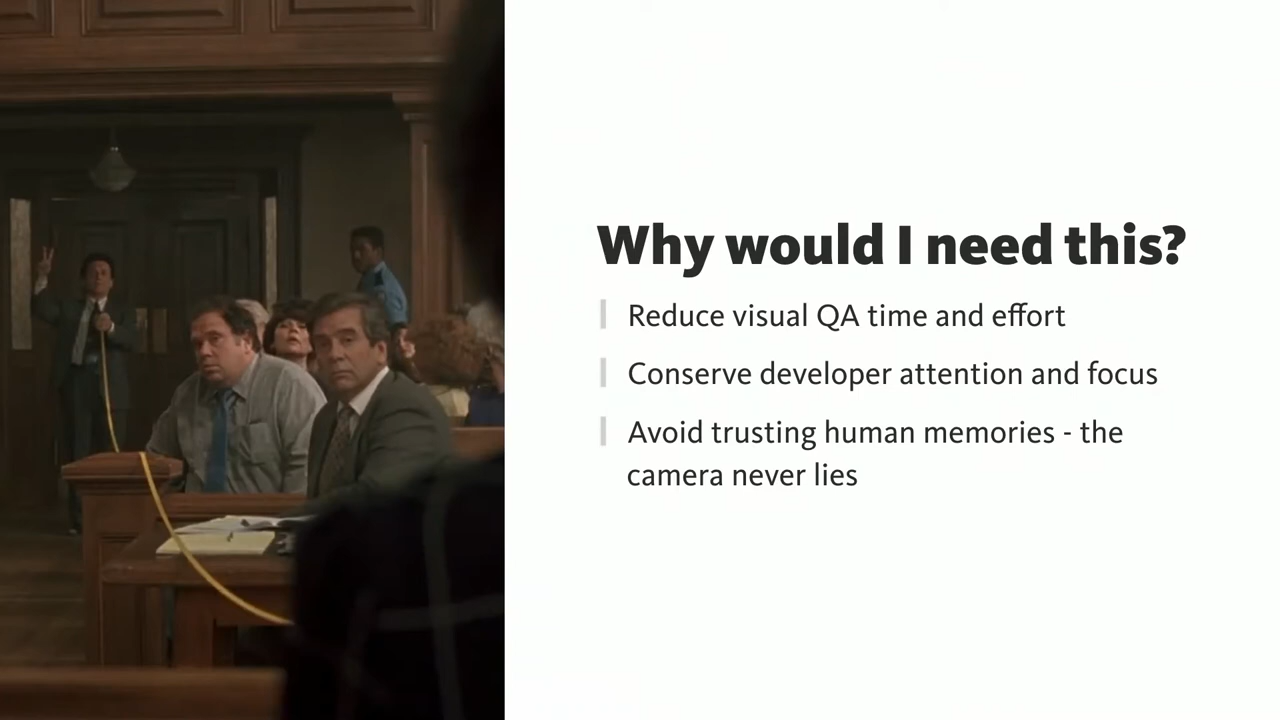 Why would I need this?
Reduce visual QA time and effort
Conserve developer attention and focus
Avoid trusting human memories - the
camera never lies